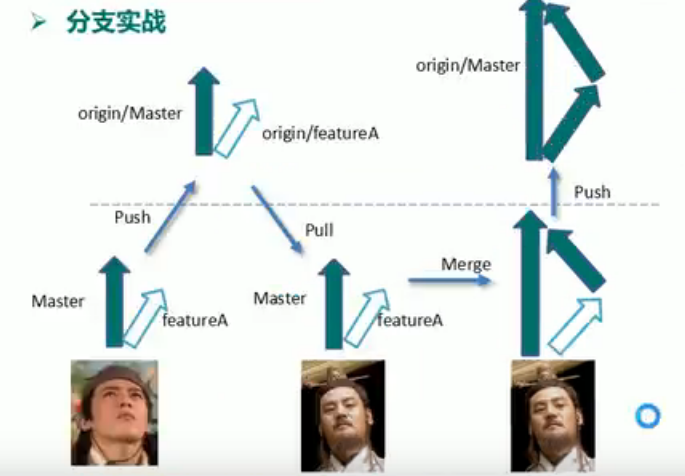 分支实战
origin/Master
origin/Master
origin/featureA
Push
Pull
Push
Master
featureA
Master
featureA
Merge